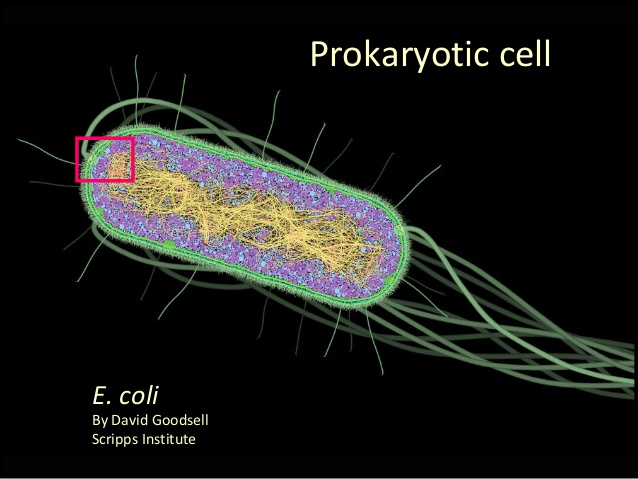 Prokaryotic cell
E. coli
By David Goodsell
Scripps Institute